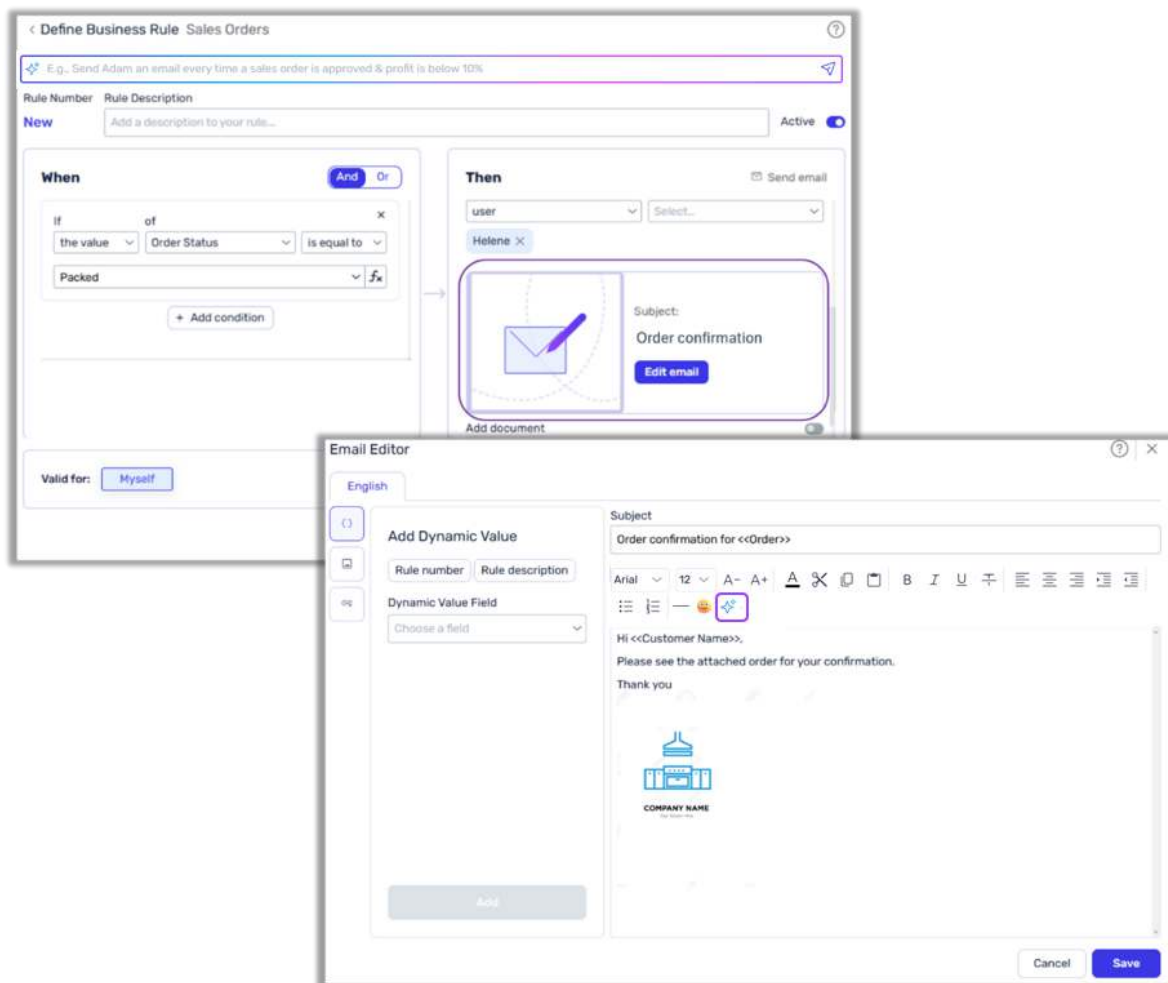 < Define Business Rule Sales Orders
E.g., Send Adam an email every time a sales order is approved & profit is below 10%
Rule Number Rule Description
New Add a description to your rule... Active
When And Or
If of
the value Order Status is equal to
Packed fx
+ Add condition
Valid for: Myself
Then Send email
user Select...
Helene ×
Subject:
Order confirmation
Edit email
Add document
Email Editor
English
Add Dynamic Value
Rule number Rule description
Dynamic Value Field
Choose a field
Add
Subject
Order confirmation for <<Order>>
Arial 12 A- A+ A B I U T
Hi <<Customer Name>>,
Please see the attached order for your confirmation.
Thank you
COMPANY NAME
Cancel Save